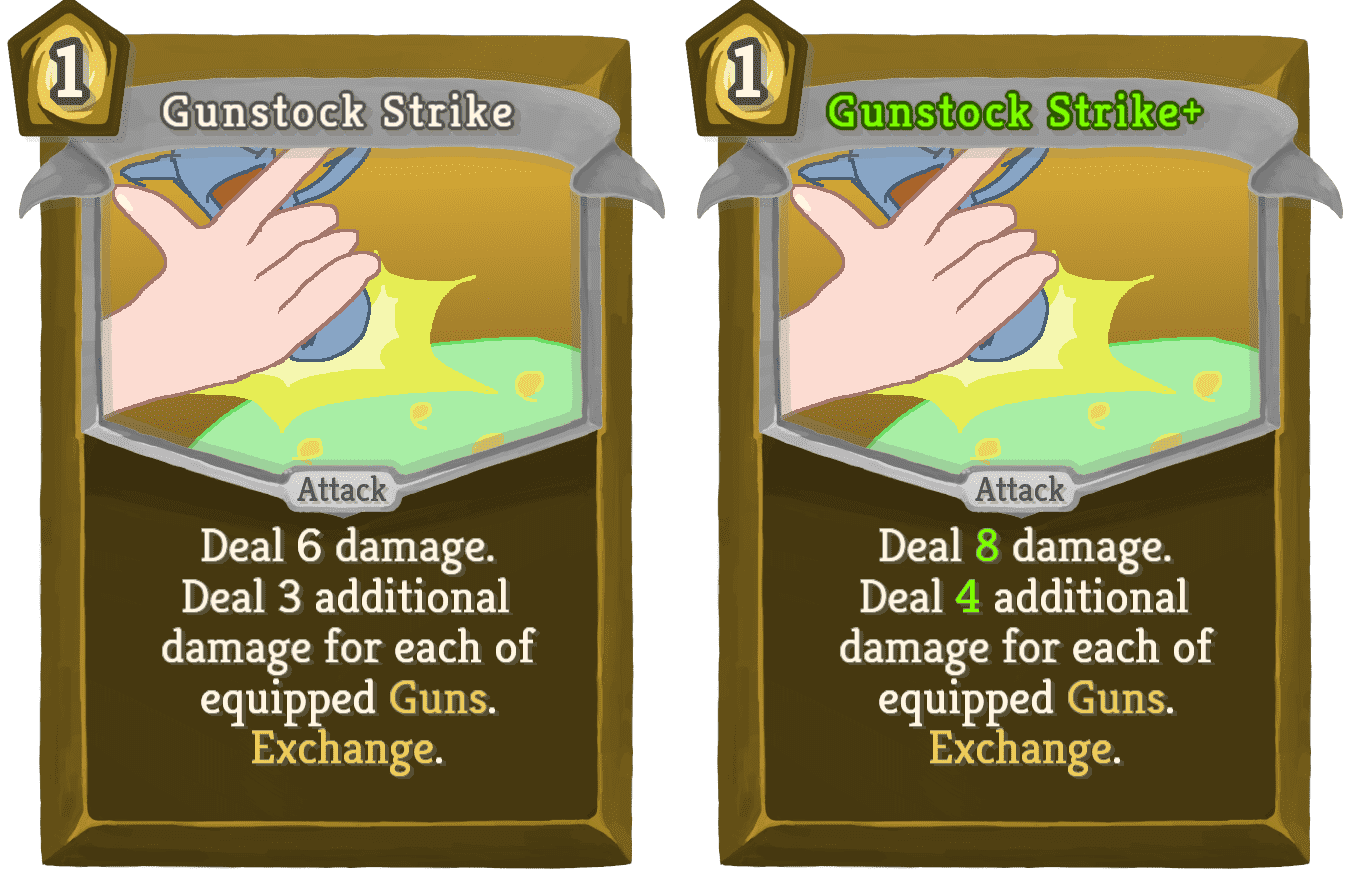 1
Gunstock Strike
Attack
Deal 6 damage.
Deal 3 additional
damage for each of
equipped Guns.
Exchange.
1
Gunstock Strike+
Attack
Deal 8 damage.
Deal 4 additional
damage for each of
equipped Guns.
Exchange.